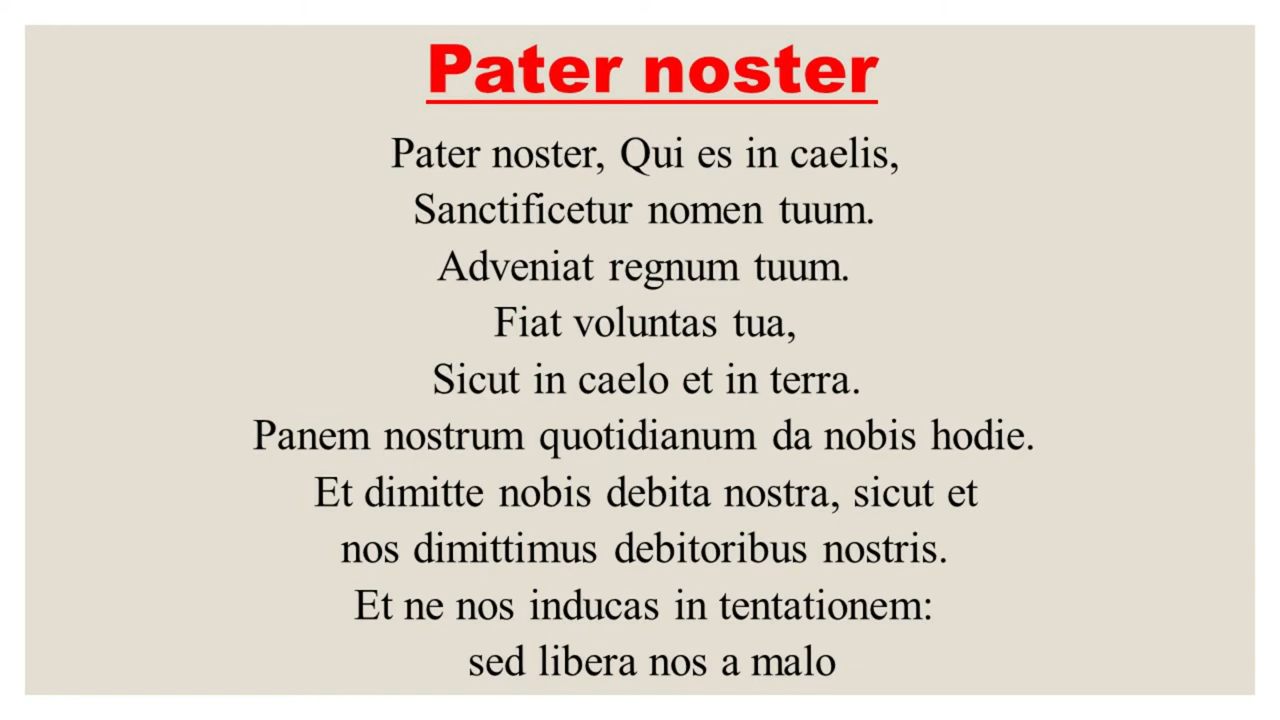 Pater noster
Pater noster, Qui es in caelis,
Sanctificetur nomen tuum.
Adveniat regnum tuum.
Fiat voluntas tua,
Sicut in caelo et in terra.
Panem nostrum quotidianum da nobis hodie.
Et dimitte nobis debita nostra, sicut et
nos dimittimus debitoribus nostris.
Et ne nos inducas in tentationem:
sed libera nos a malo